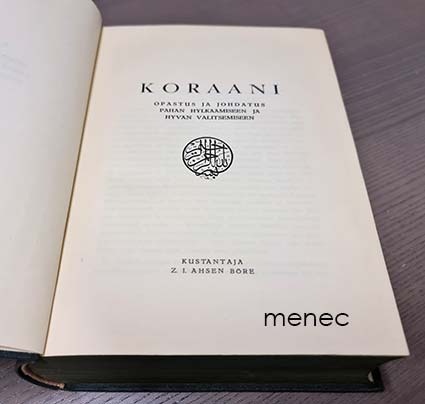 KORAANI
OPASTUS JA JOHDATUS
PAHAN HYLKÄÄMISEEN JA
HYVÄN VALITSEMISEEN
KUSTANTAJA
Z. I. AHSEN BÖRE
menec